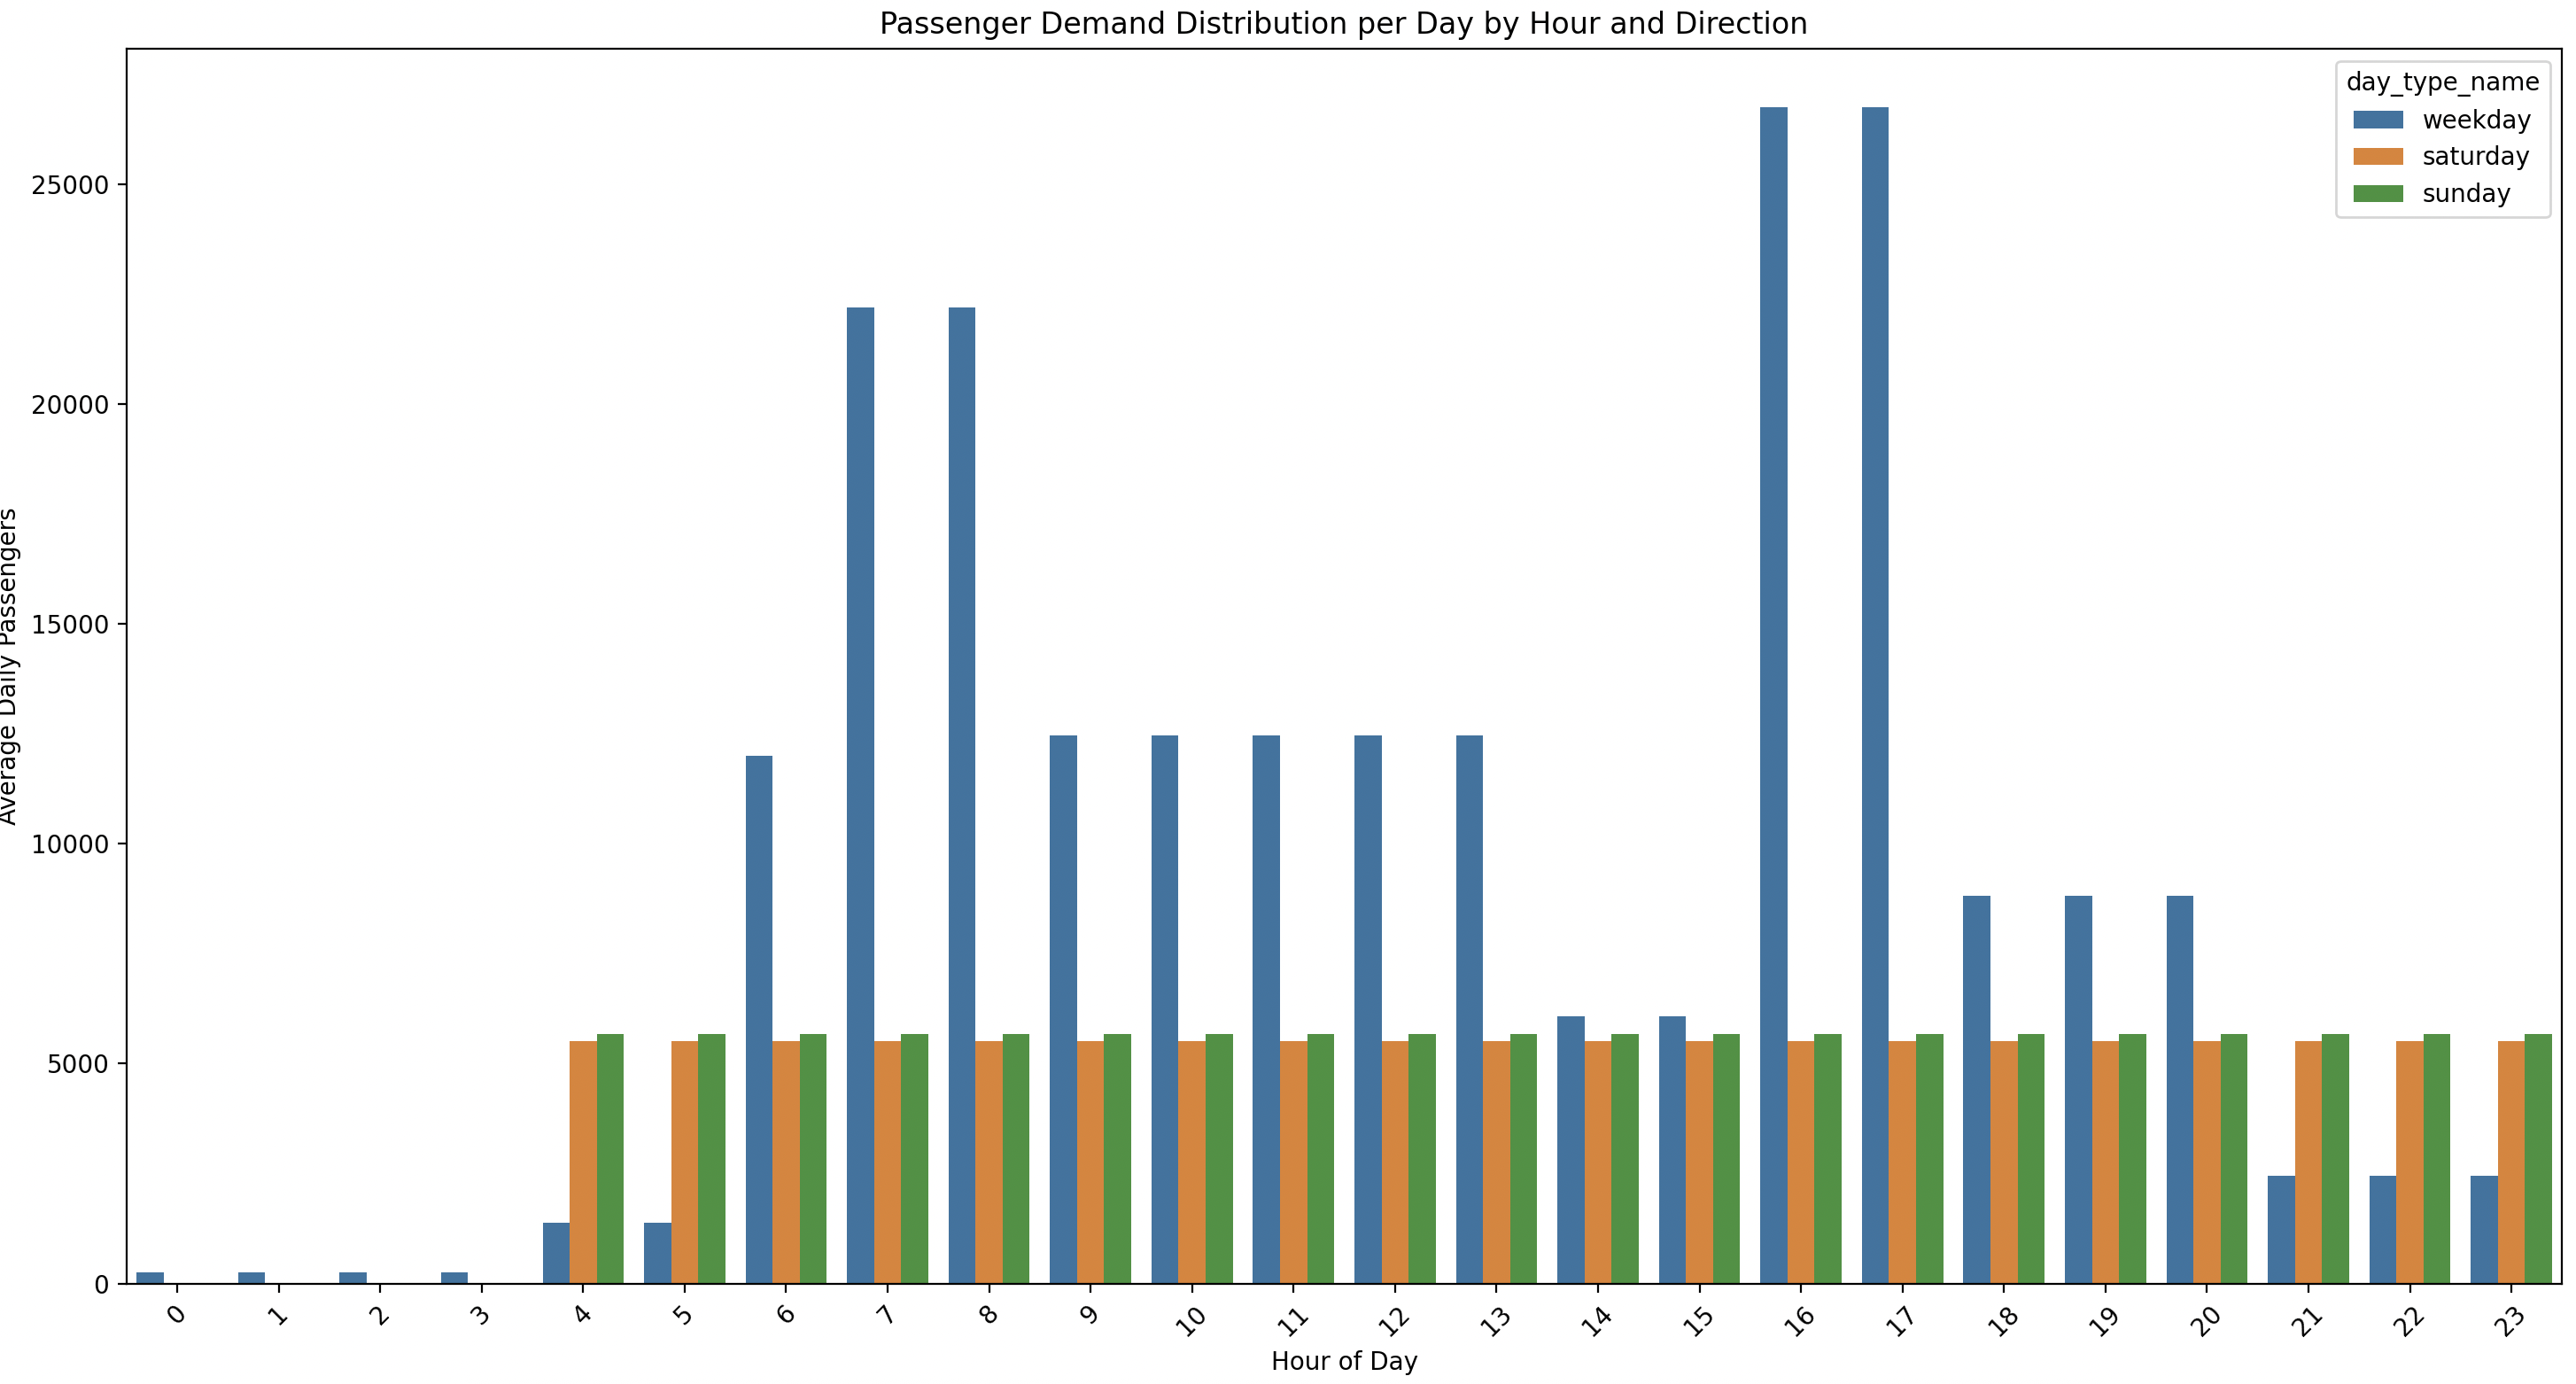 Passenger Demand Distribution per Day by Hour and Direction
day_type_name
weekday
saturday
sunday
Average Daily Passengers
25000
20000
15000
10000
5000
0
0 1 2 3 4 5 6 7 8 9 10 11 12 13 14 15 16 17 18 19 20 21 22 23
Hour of Day